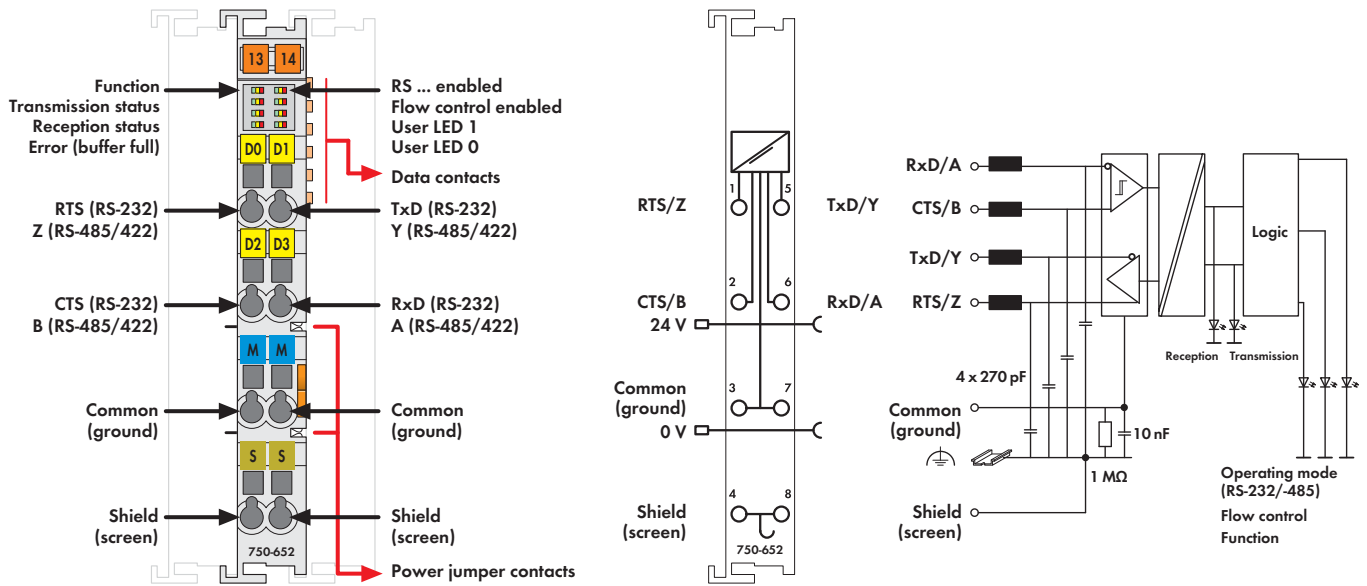 13 14
Function
Transmission status
Reception status
Error (buffer full)
RS ... enabled
Flow control enabled
User LED 1
User LED 0
Data contacts
D0 D1
RTS (RS-232)
Z (RS-485/422)
TxD (RS-232)
Y (RS-485/422)
D2 D3
CTS (RS-232)
B (RS-485/422)
RxD (RS-232)
A (RS-485/422)
M M
Common
(ground)
Common
(ground)
S S
Shield
(screen)
Shield
(screen)
750-652
Power jumper contacts
1 5
RTS/Z
TxD/Y
2 6
CTS/B
RxD/A
24 V
Common
(ground)
3 7
0 V
4 8
Shield
(screen)
750-652
RxD/A
CTS/B
TxD/Y
RTS/Z
Logic
Reception Transmission
4 x 270 pF
Common
(ground)
10 nF
1 MΩ
Shield
(screen)
Operating mode
(RS-232/-485)
Flow control
Function